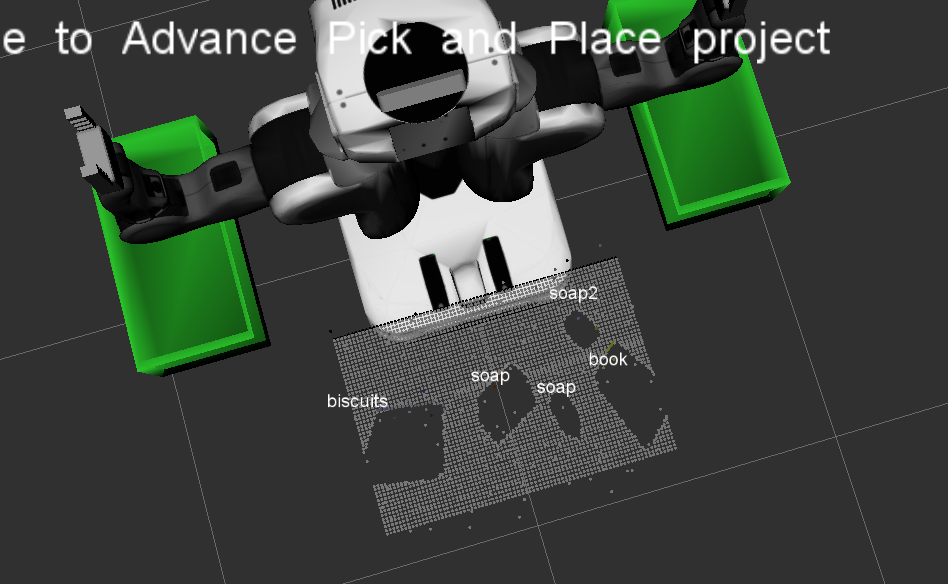 e to Advance Pick and Place project
soap2
book
soap
soap
biscuits